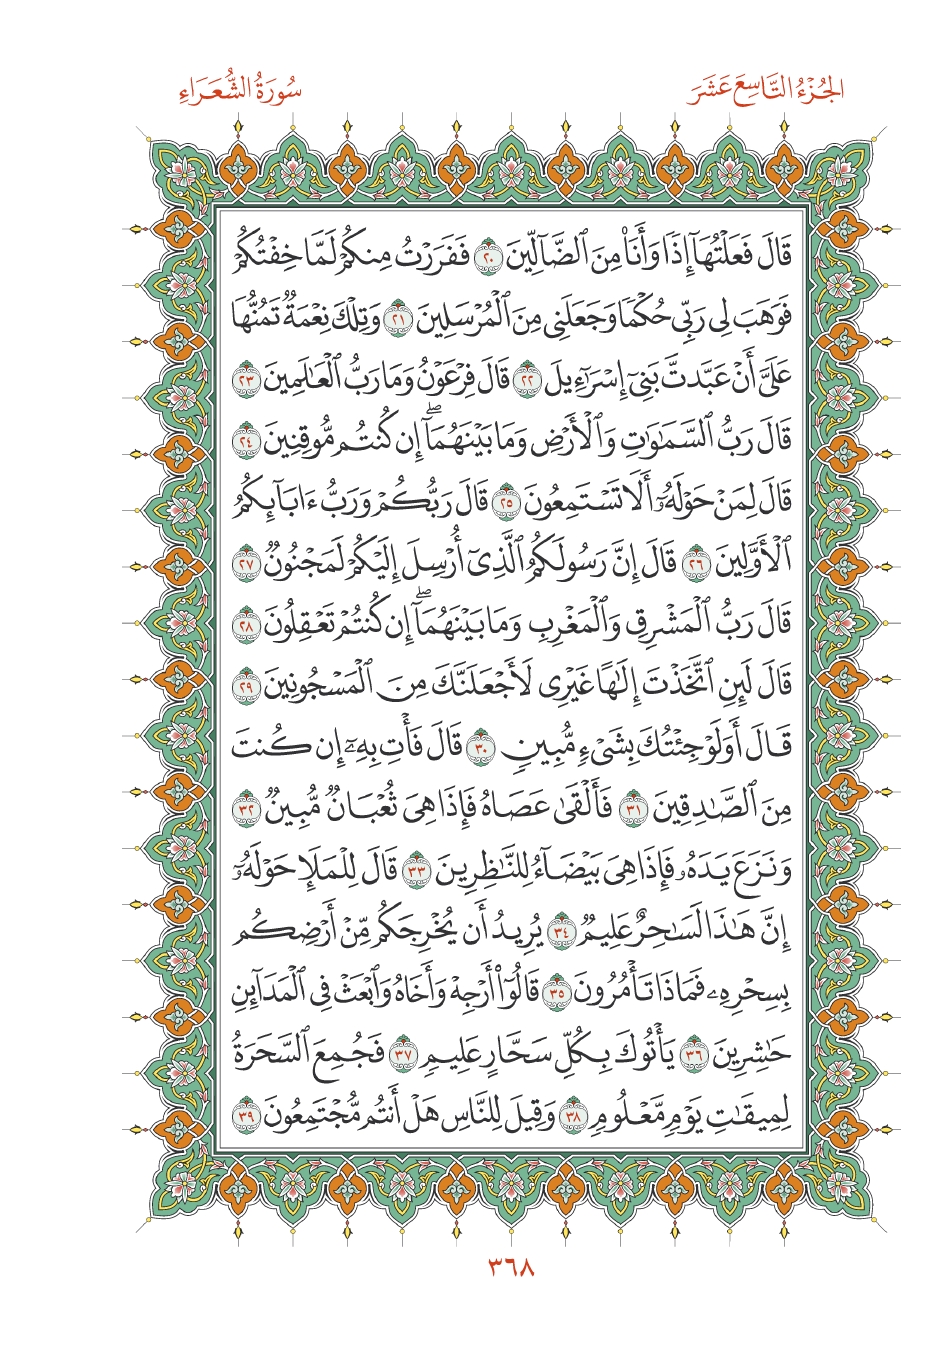 الجُزْءُ التَّاسِعَ عَشَرَ
سُورَةُ الشُّعَرَاءِ
قَالَ فَعَلْتُهَآ إِذٗا وَأَنَا۠ مِنَ ٱلضَّآلِّينَ ٢٠ فَفَرَرْتُ مِنكُمْ لَمَّا خِفْتُكُمْ
فَوَهَبَ لِى رَبِّى حُكْمٗا وَجَعَلَنِى مِنَ ٱلْمُرْسَلِينَ ٢١ وَتِلْكَ نِعْمَةٌ تَمُنُّهَا
عَلَىَّ أَنْ عَبَّدتَّ بَنِىٓ إِسْرَٰٓءِيلَ ٢٢ قَالَ فِرْعَوْنُ وَمَا رَبُّ ٱلْعَٰلَمِينَ ٢٣
قَالَ رَبُّ ٱلسَّمَٰوَٰتِ وَٱلْأَرْضِ وَمَا بَيْنَهُمَآۖ إِن كُنتُم مُّوقِنِينَ ٢٤
قَالَ لِمَنْ حَوْلَهُۥٓ أَلَا تَسْتَمِعُونَ ٢٥ قَالَ رَبُّكُمْ وَرَبُّ ءَابَآئِكُمُ
ٱلْأَوَّلِينَ ٢٦ قَالَ إِنَّ رَسُولَكُمُ ٱلَّذِىٓ أُرْسِلَ إِلَيْكُمْ لَمَجْنُونٌ ٢٧
قَالَ رَبُّ ٱلْمَشْرِقِ وَٱلْمَغْرِبِ وَمَا بَيْنَهُمَآۖ إِن كُنتُمْ تَعْقِلُونَ ٢٨
قَالَ لَئِنِ ٱتَّخَذْتَ إِلَٰهًا غَيْرِى لَأَجْعَلَنَّكَ مِنَ ٱلْمَسْجُونِينَ ٢٩
قَالَ أَوَلَوْ جِئْتُكَ بِشَىْءٖ مُّبِينٖ ٣٠ قَالَ فَأْتِ بِهِۦٓ إِن كُنتَ
مِنَ ٱلصَّٰدِقِينَ ٣١ فَأَلْقَىٰ عَصَاهُ فَإِذَا هِىَ ثُعْبَانٌ مُّبِينٌ ٣٢
وَنَزَعَ يَدَهُۥ فَإِذَا هِىَ بَيْضَآءُ لِلنَّٰظِرِينَ ٣٣ قَالَ لِلْمَلَإِ حَوْلَهُۥٓ
إِنَّ هَٰذَا لَسَٰحِرٌ عَلِيمٌ ٣٤ يُرِيدُ أَن يُخْرِجَكُم مِّنْ أَرْضِكُم
بِسِحْرِهِۦ فَمَاذَا تَأْمُرُونَ ٣٥ قَالُوٓا۟ أَرْجِهْ وَأَخَاهُ وَٱبْعَثْ فِى ٱلْمَدَآئِنِ
حَٰشِرِينَ ٣٦ يَأْتُوكَ بِكُلِّ سَحَّارٍ عَلِيمٖ ٣٧ فَجُمِعَ ٱلسَّحَرَةُ
لِمِيقَٰتِ يَوْمٖ مَّعْلُومٖ ٣٨ وَقِيلَ لِلنَّاسِ هَلْ أَنتُم مُّجْتَمِعُونَ ٣٩
٣٦٨